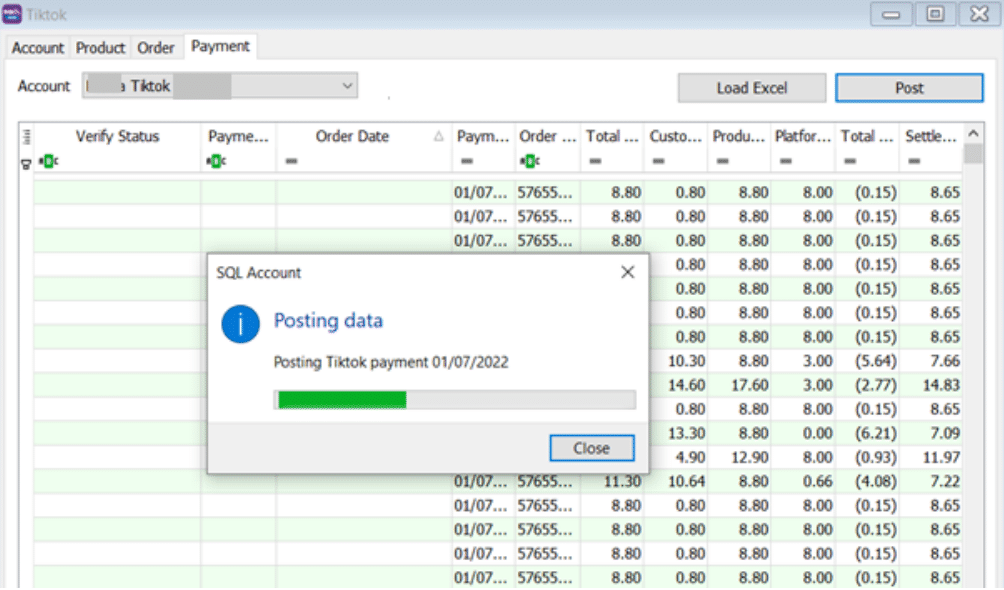 Tiktok
Account Product Order Payment
Account Tiktok
Load Excel Post
Verify Status Payme... Order Date Paym... Order ... Total ... Custo... Produ... Platfor... Total ... Settle...
01/07... 57655... 8.80 0.80 8.80 8.00 (0.15) 8.65
01/07... 57655... 8.80 0.80 8.80 8.00 (0.15) 8.65
01/07... 57655... 8.80 0.80 8.80 8.00 (0.15) 8.65
0.80 8.80 8.00 (0.15) 8.65
0.80 8.80 8.00 (0.15) 8.65
0.80 8.80 8.00 (0.15) 8.65
0.80 8.80 8.00 (0.15) 8.65
10.30 8.80 3.00 (5.64) 7.66
14.60 17.60 3.00 (2.77) 14.83
0.80 8.80 8.00 (0.15) 8.65
13.30 8.80 0.00 (6.21) 7.09
4.90 12.90 8.00 (0.93) 11.97
SQL Account
Posting data
Posting Tiktok payment 01/07/2022
Close
01/07... 57655... 11.30 10.64 8.80 0.66 (4.08) 7.22
01/07... 57655... 8.80 0.80 8.80 8.00 (0.15) 8.65
01/07... 57655... 8.80 0.80 8.80 8.00 (0.15) 8.65
01/07... 57655... 8.80 0.80 8.80 8.00 (0.15) 8.65
01/07... 57655... 8.80 0.80 8.80 8.00 (0.15) 8.65